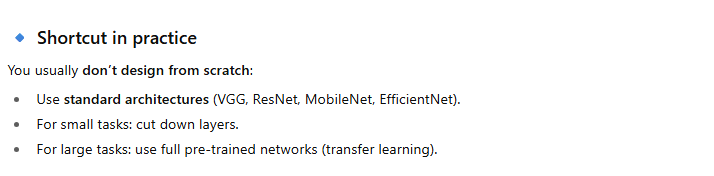 Shortcut in practice
You usually don't design from scratch:
• Use standard architectures (VGG, ResNet, MobileNet, EfficientNet).
• For small tasks: cut down layers.
• For large tasks: use full pre-trained networks (transfer learning).